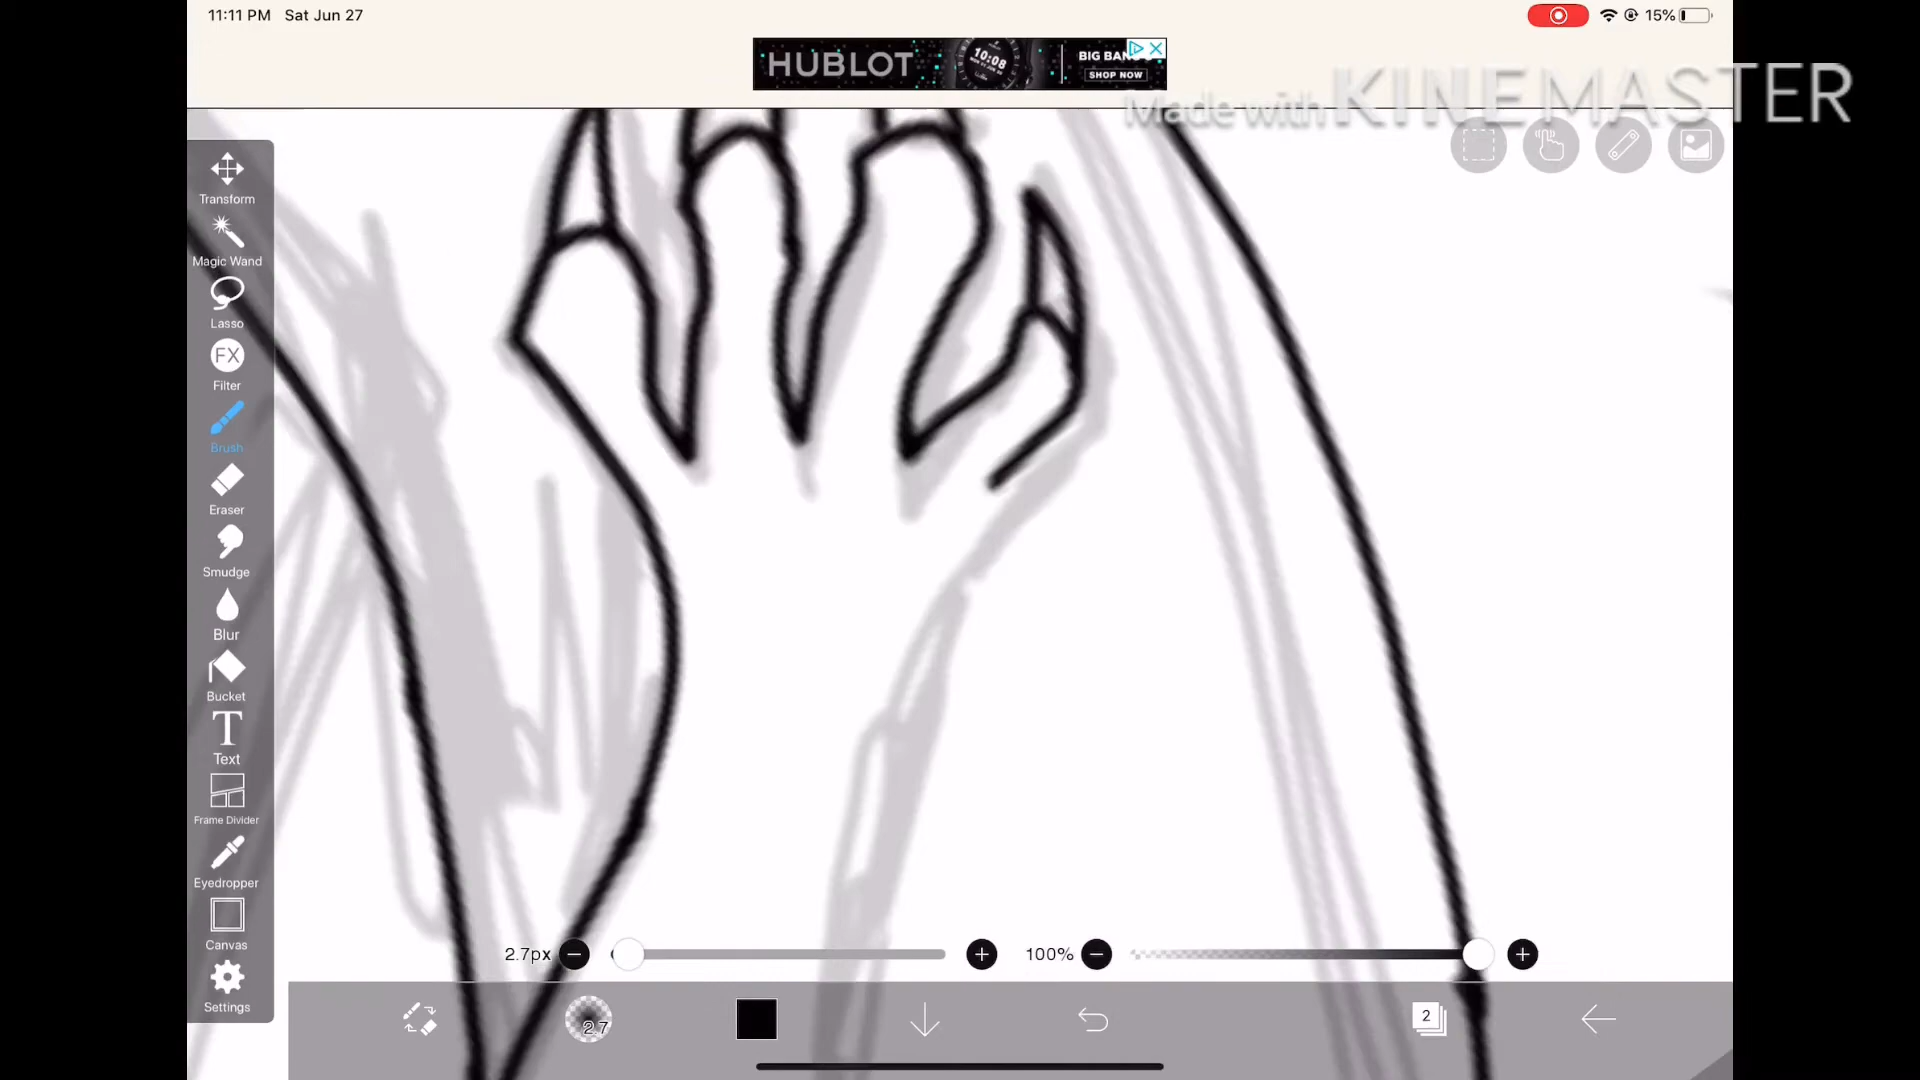 11:11 PM Sat Jun 27
15%
HUBLOT
10:08
BIG BANG
SHOP NOW
Made with KINEMASTER
Transform
Magic Wand
Lasso
FX
Filter
Brush
Eraser
Smudge
Blur
Bucket
T
Text
Frame Divider
Eyedropper
Canvas
Settings
2.7px
100%
2.7
2